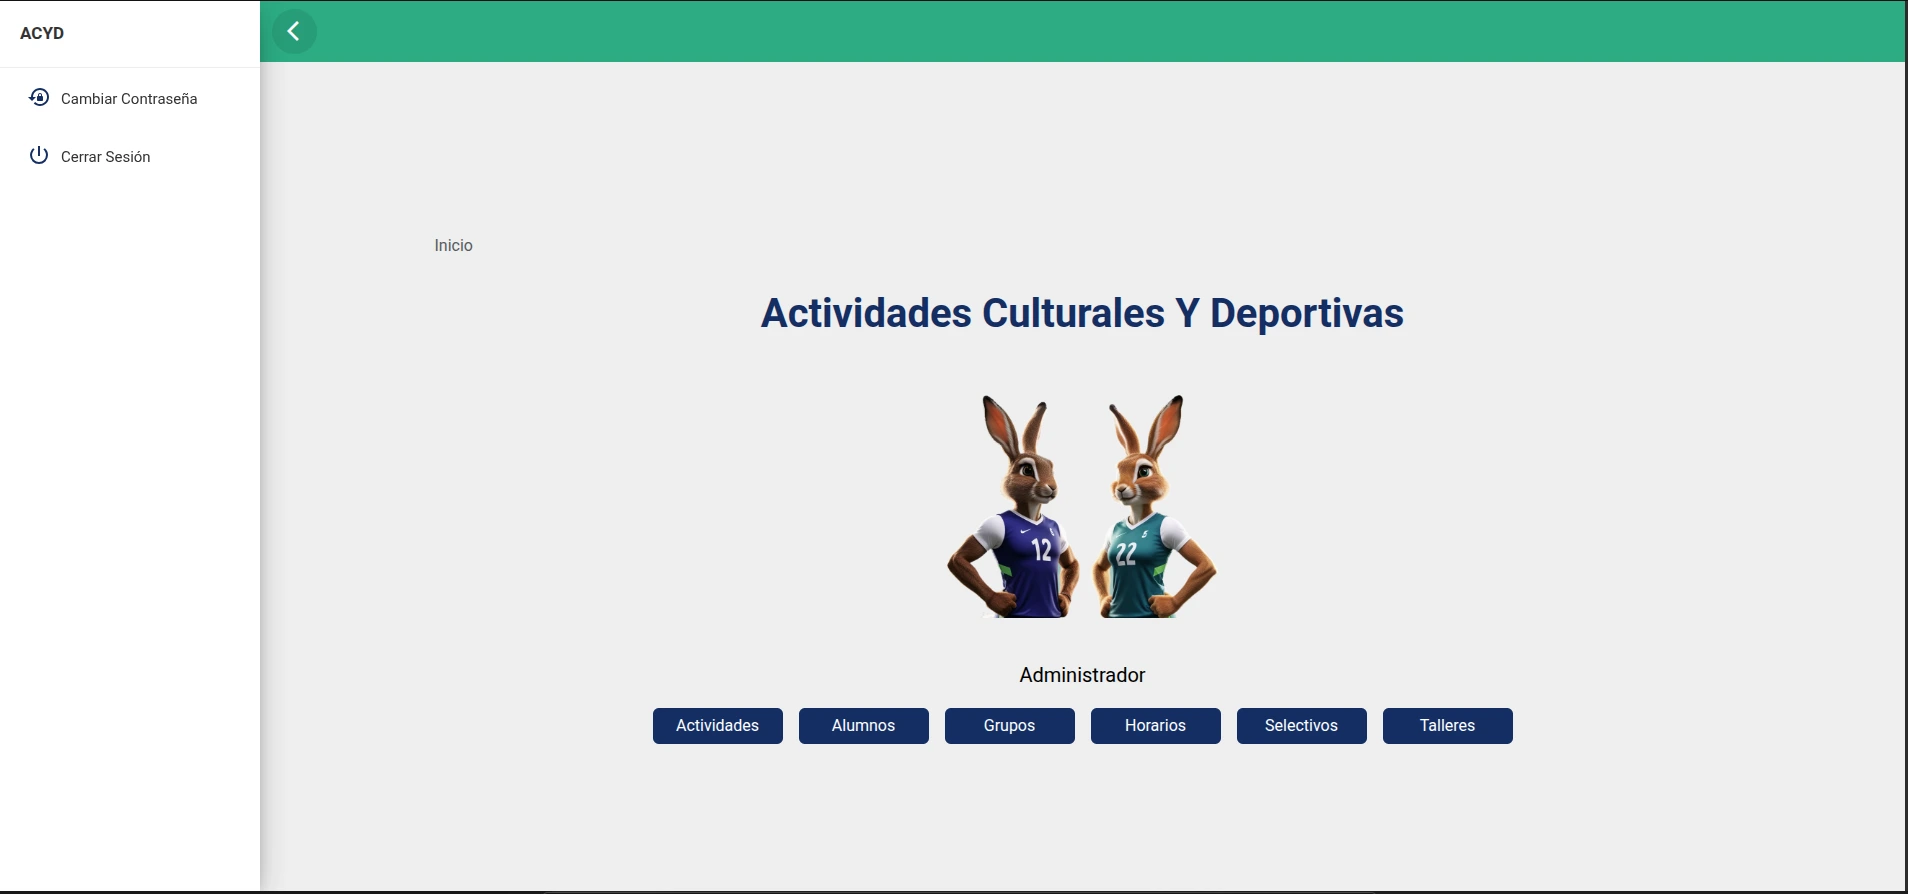 ACYD
Cambiar Contraseña
Cerrar Sesión
Inicio
Actividades Culturales Y Deportivas
12
22
Administrador
Actividades Alumnos Grupos Horarios Selectivos Talleres